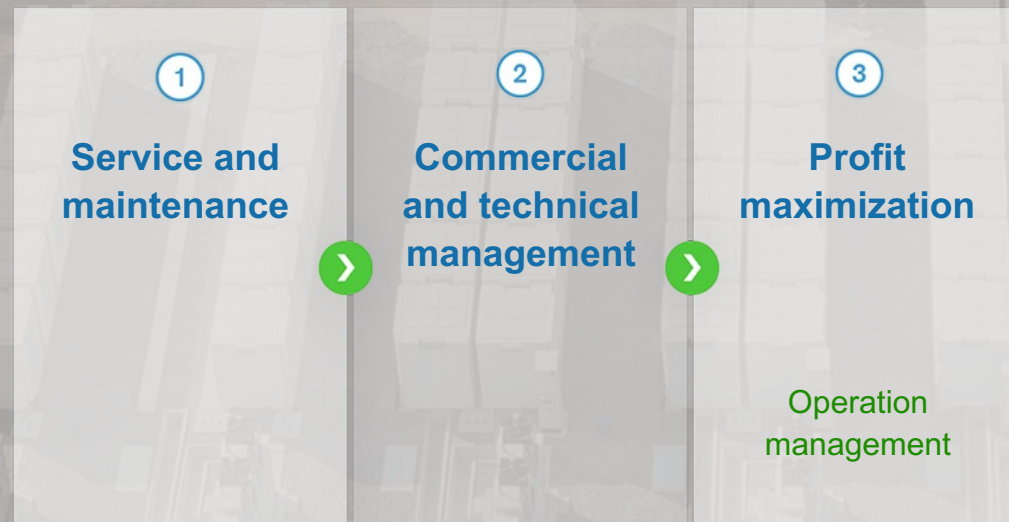 1
Service and
maintenance
2
Commercial
and technical
management
3
Profit
maximization
Operation
management